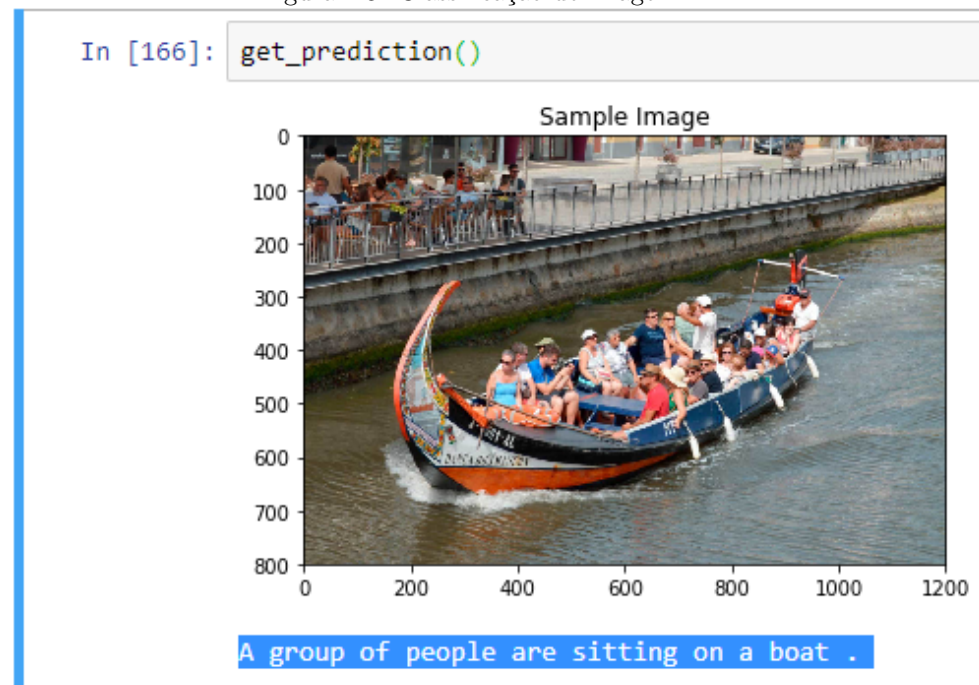 In [166]: get_prediction()
Sample Image
0
100
200
300
400
500
600
700
800
0 200 400 600 800 1000 1200
A group of people are sitting on a boat .